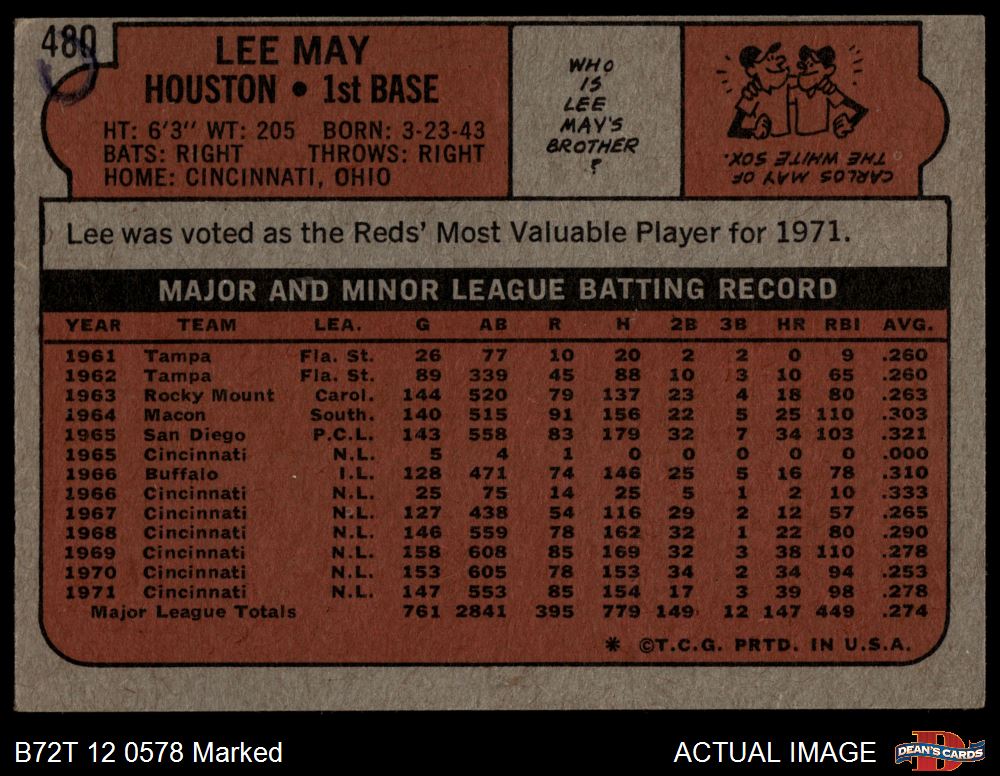 480
LEE MAY
HOUSTON • 1st BASE
HT: 6'3" WT: 205 BORN: 3-23-43
BATS: RIGHT THROWS: RIGHT
HOME: CINCINNATI, OHIO
WHO
IS
LEE
MAY'S
BROTHER
?
CARLOS MAY OF
THE WHITE SOX.
Lee was voted as the Reds' Most Valuable Player for 1971.
MAJOR AND MINOR LEAGUE BATTING RECORD
YEAR TEAM LEA. G AB R H 2B 3B HR RBI AVG.
1961 Tampa Fla. St. 26 77 10 20 2 2 0 9 .260
1962 Tampa Fla. St. 89 339 45 88 10 3 10 65 .260
1963 Rocky Mount Carol. 144 520 79 137 23 4 18 80 .263
1964 Macon South. 140 515 91 156 22 5 25 110 .303
1965 San Diego P.C.L. 143 558 83 179 32 7 34 103 .321
1965 Cincinnati N.L. 5 4 1 0 0 0 0 0 .000
1966 Buffalo I.L. 128 471 74 146 25 5 16 78 .310
1966 Cincinnati N.L. 25 75 14 25 5 1 2 10 .333
1967 Cincinnati N.L. 127 438 54 116 29 2 12 57 .265
1968 Cincinnati N.L. 146 559 78 162 32 1 22 80 .290
1969 Cincinnati N.L. 158 608 85 169 32 3 38 110 .278
1970 Cincinnati N.L. 153 605 78 153 34 2 34 94 .253
1971 Cincinnati N.L. 147 553 85 154 17 3 39 98 .278
Major League Totals 761 2841 395 779 149 12 147 449 .274
* ©T.C.G. PRTD. IN U.S.A.
B72T 12 0578 Marked
ACTUAL IMAGE
D
DEAN'S CARDS